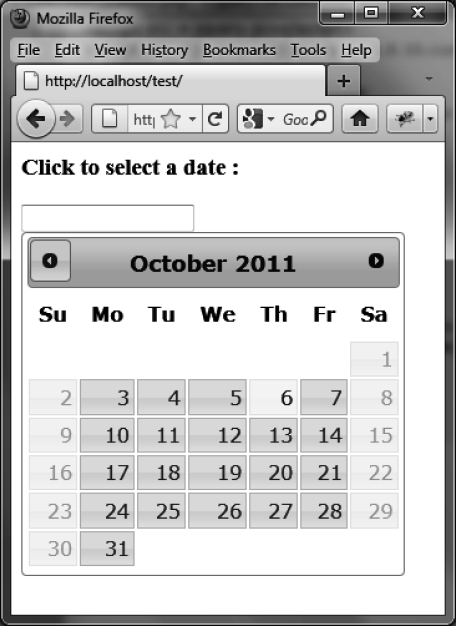 Mozilla Firefox
File Edit View History Bookmarks Tools Help
http://localhost/test/
htt Goo
Click to select a date :
October 2011
Su Mo Tu We Th Fr Sa
1
2 3 4 5 6 7 8
9 10 11 12 13 14 15
16 17 18 19 20 21 22
23 24 25 26 27 28 29
30 31